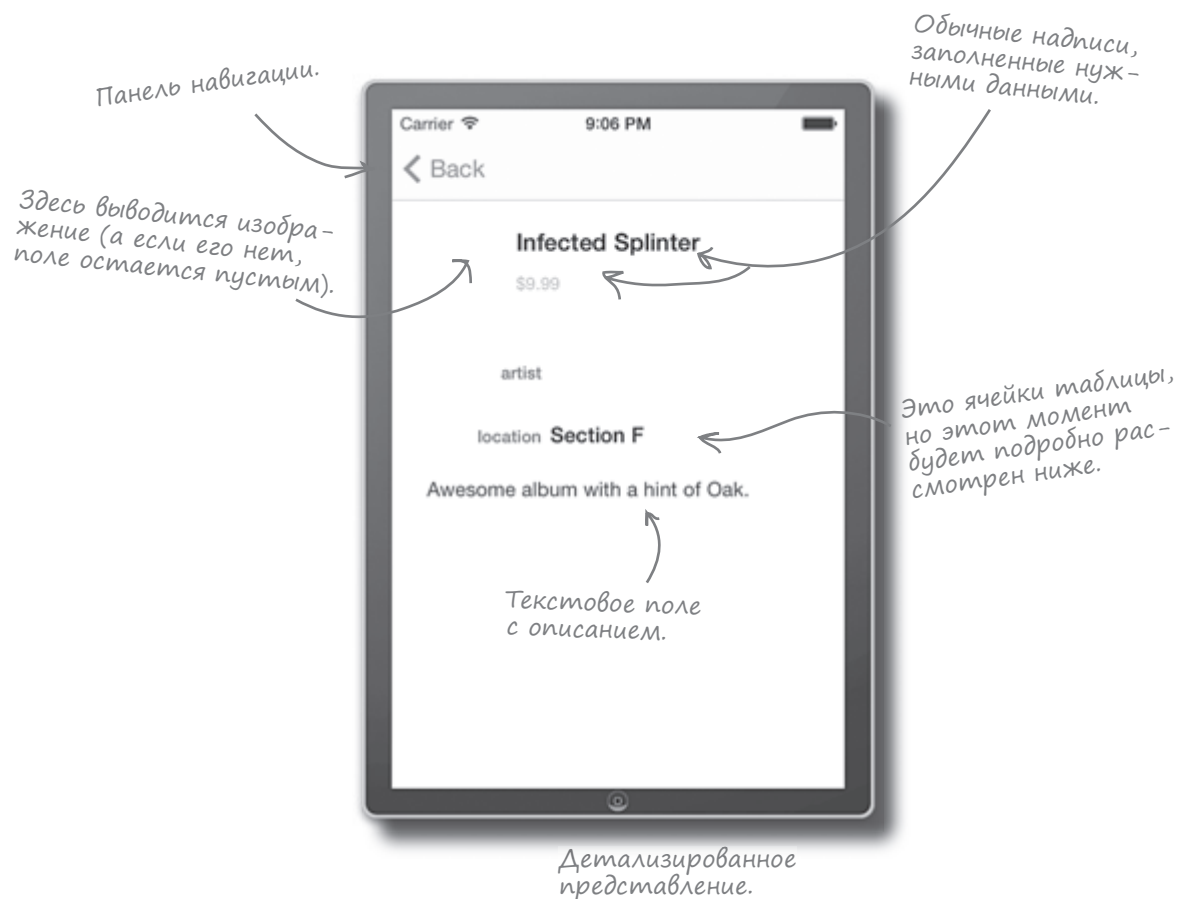 Обычные надписи,
заполненные нуж-
ными данными.
Панель навигации.
Carrier 9:06 PM
Back
Здесь выводится изобра-
жение (а если его нет,
поле остается пустым).
Infected Splinter
$9.99
artist
Это ячейки таблицы,
но этот момент
будет подробно рас-
смотрен ниже.
location Section F
Awesome album with a hint of Oak.
Текстовое поле
с описанием.
Детализированное
представление.